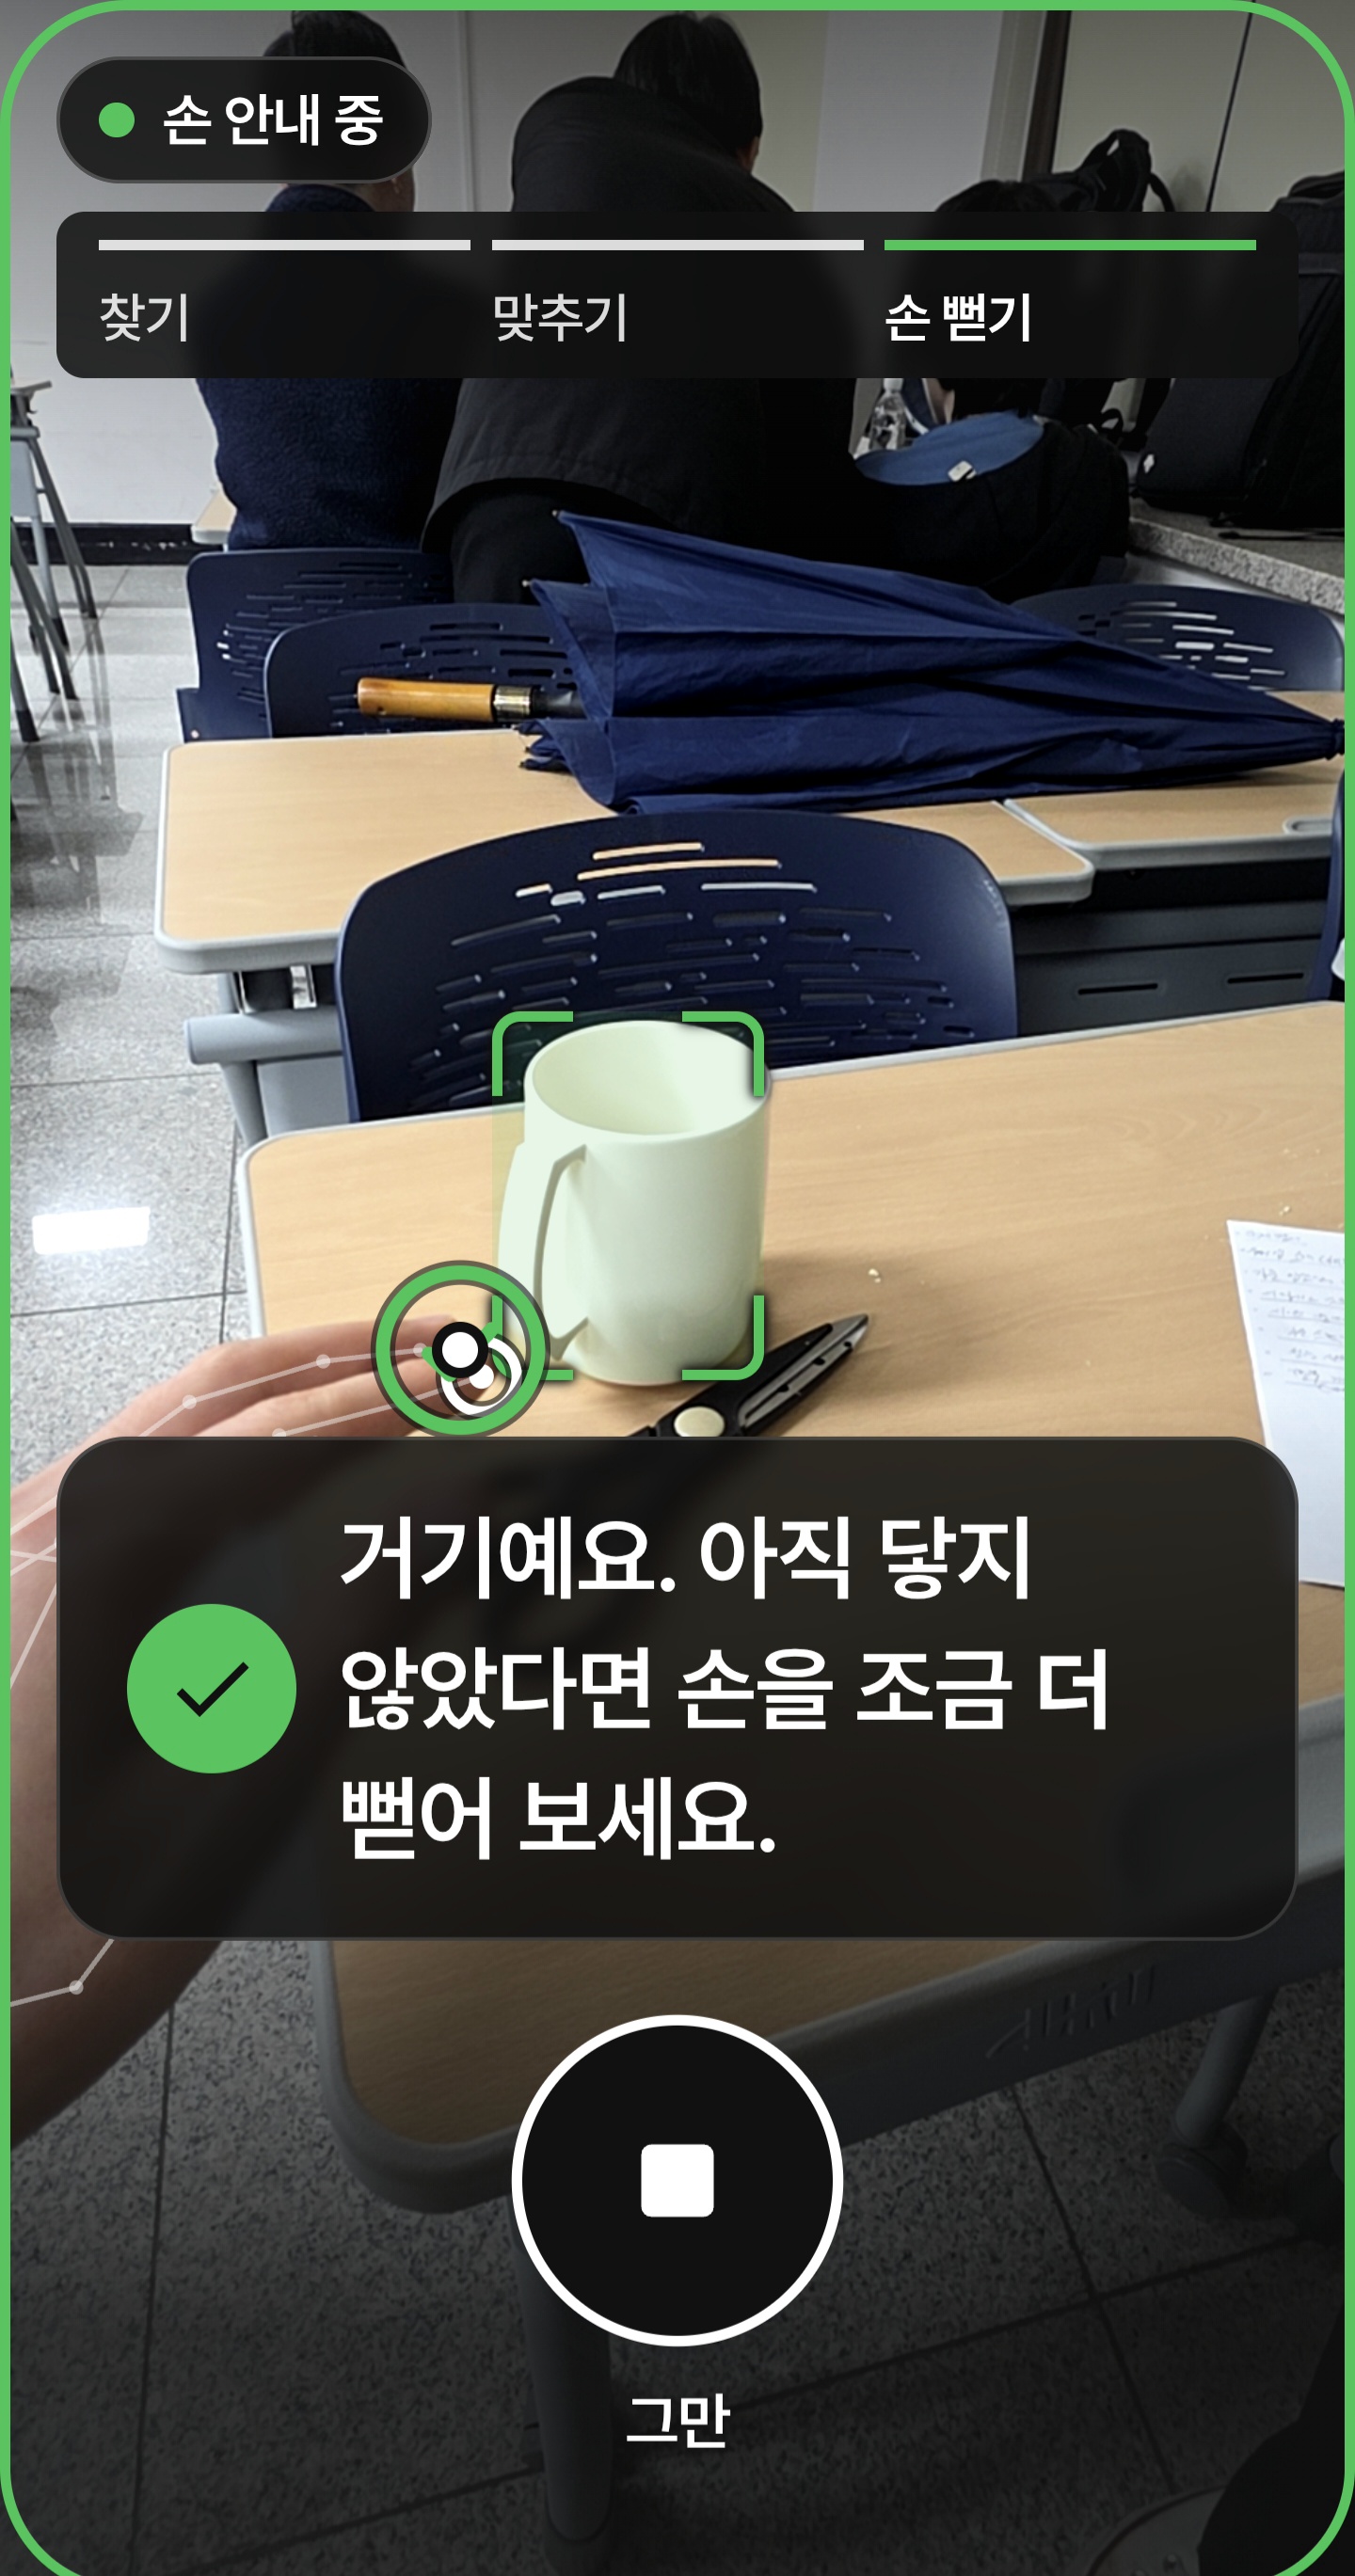 손 안내 중
찾기
맞추기
손 뻗기
거기예요. 아직 닿지
않았다면 손을 조금 더
뻗어 보세요.
그만